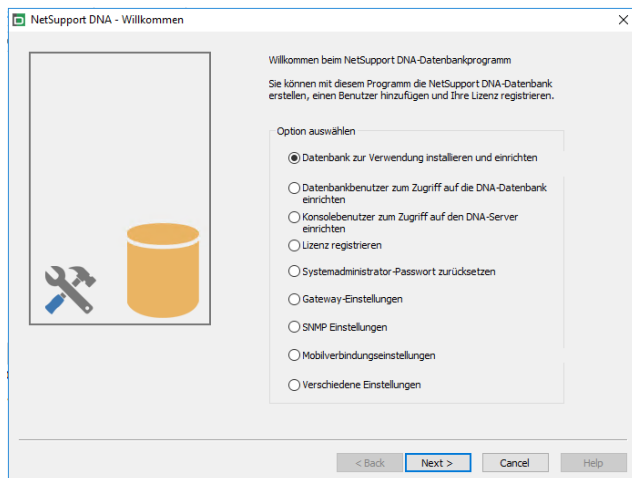 NetSupport DNA - Willkommen
Willkommen beim NetSupport DNA-Datenbankprogramm
Sie können mit diesem Programm die NetSupport DNA-Datenbank
erstellen, einen Benutzer hinzufügen und Ihre Lizenz registrieren.
Option auswählen
Datenbank zur Verwendung installieren und einrichten
Datenbankbenutzer zum Zugriff auf die DNA-Datenbank
einrichten
Konsolebenutzer zum Zugriff auf den DNA-Server
einrichten
Lizenz registrieren
Systemadministrator-Passwort zurücksetzen
Gateway-Einstellungen
SNMP Einstellungen
Mobilverbindungseinstellungen
Verschiedene Einstellungen
< Back
Next >
Cancel
Help